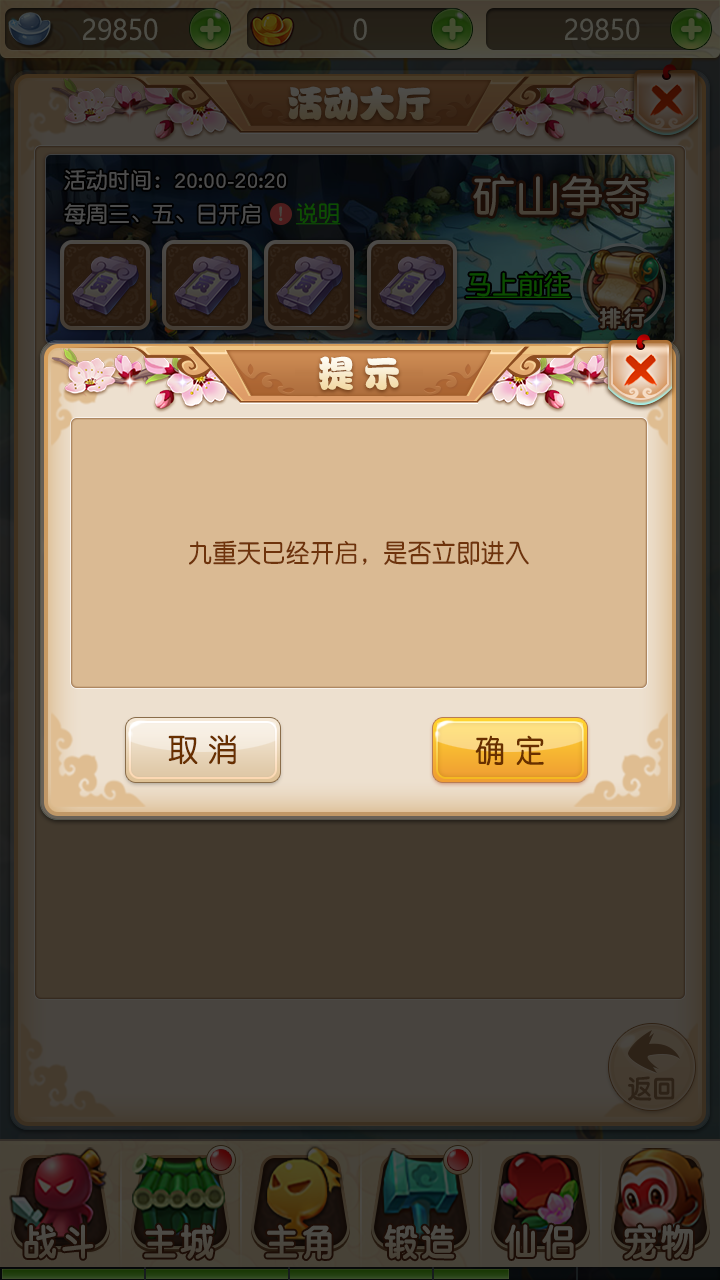 29850 0 29850
活动大厅
活动时间：20:00-20:20
矿山争夺
每周三、五、日开启 ! 说明
马上前往
排行
提示
九重天已经开启，是否立即进入
取消 确定
返回
战斗 主城 主角 锻造 仙侣 宠物